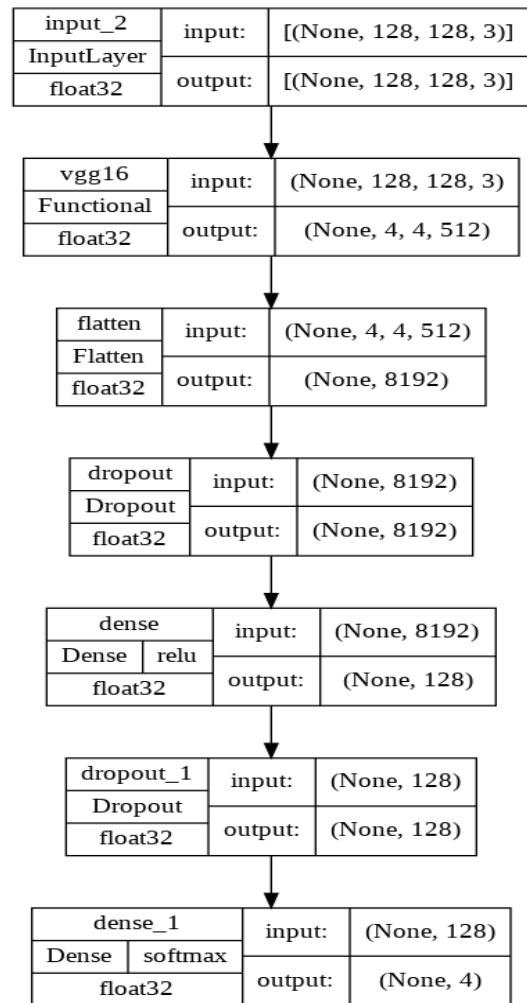 input_2
InputLayer
float32
input:
[(None, 128, 128, 3)]
output:
[(None, 128, 128, 3)]
vgg16
Functional
float32
input:
(None, 128, 128, 3)
output:
(None, 4, 4, 512)
flatten
Flatten
float32
input:
(None, 4, 4, 512)
output:
(None, 8192)
dropout
Dropout
float32
input:
(None, 8192)
output:
(None, 8192)
dense
Dense relu
float32
input:
(None, 8192)
output:
(None, 128)
dropout_1
Dropout
float32
input:
(None, 128)
output:
(None, 128)
dense_1
Dense softmax
float32
input:
(None, 128)
output:
(None, 4)